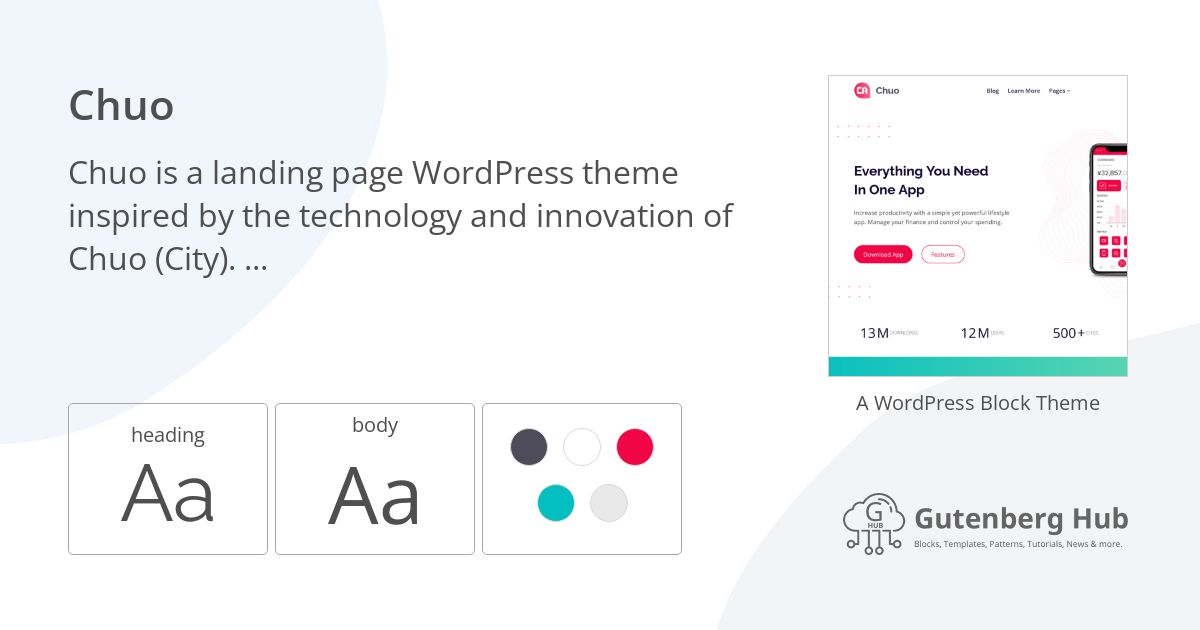 Chuo
Chuo is a landing page WordPress theme
inspired by the technology and innovation of
Chuo (City). ...
heading
Aa
body
Aa
CA Chuo
Blog Learn More Pages
Everything You Need
In One App
Increase productivity with a simple yet powerful lifestyle
app. Manage your finance and control your spending.
Download App Features
¥32,857.
13M DOWNLOADS 12M USERS 500+ CITIES
A WordPress Block Theme
G
HUB
Gutenberg Hub
Blocks, Templates, Patterns, Tutorials, News & more.